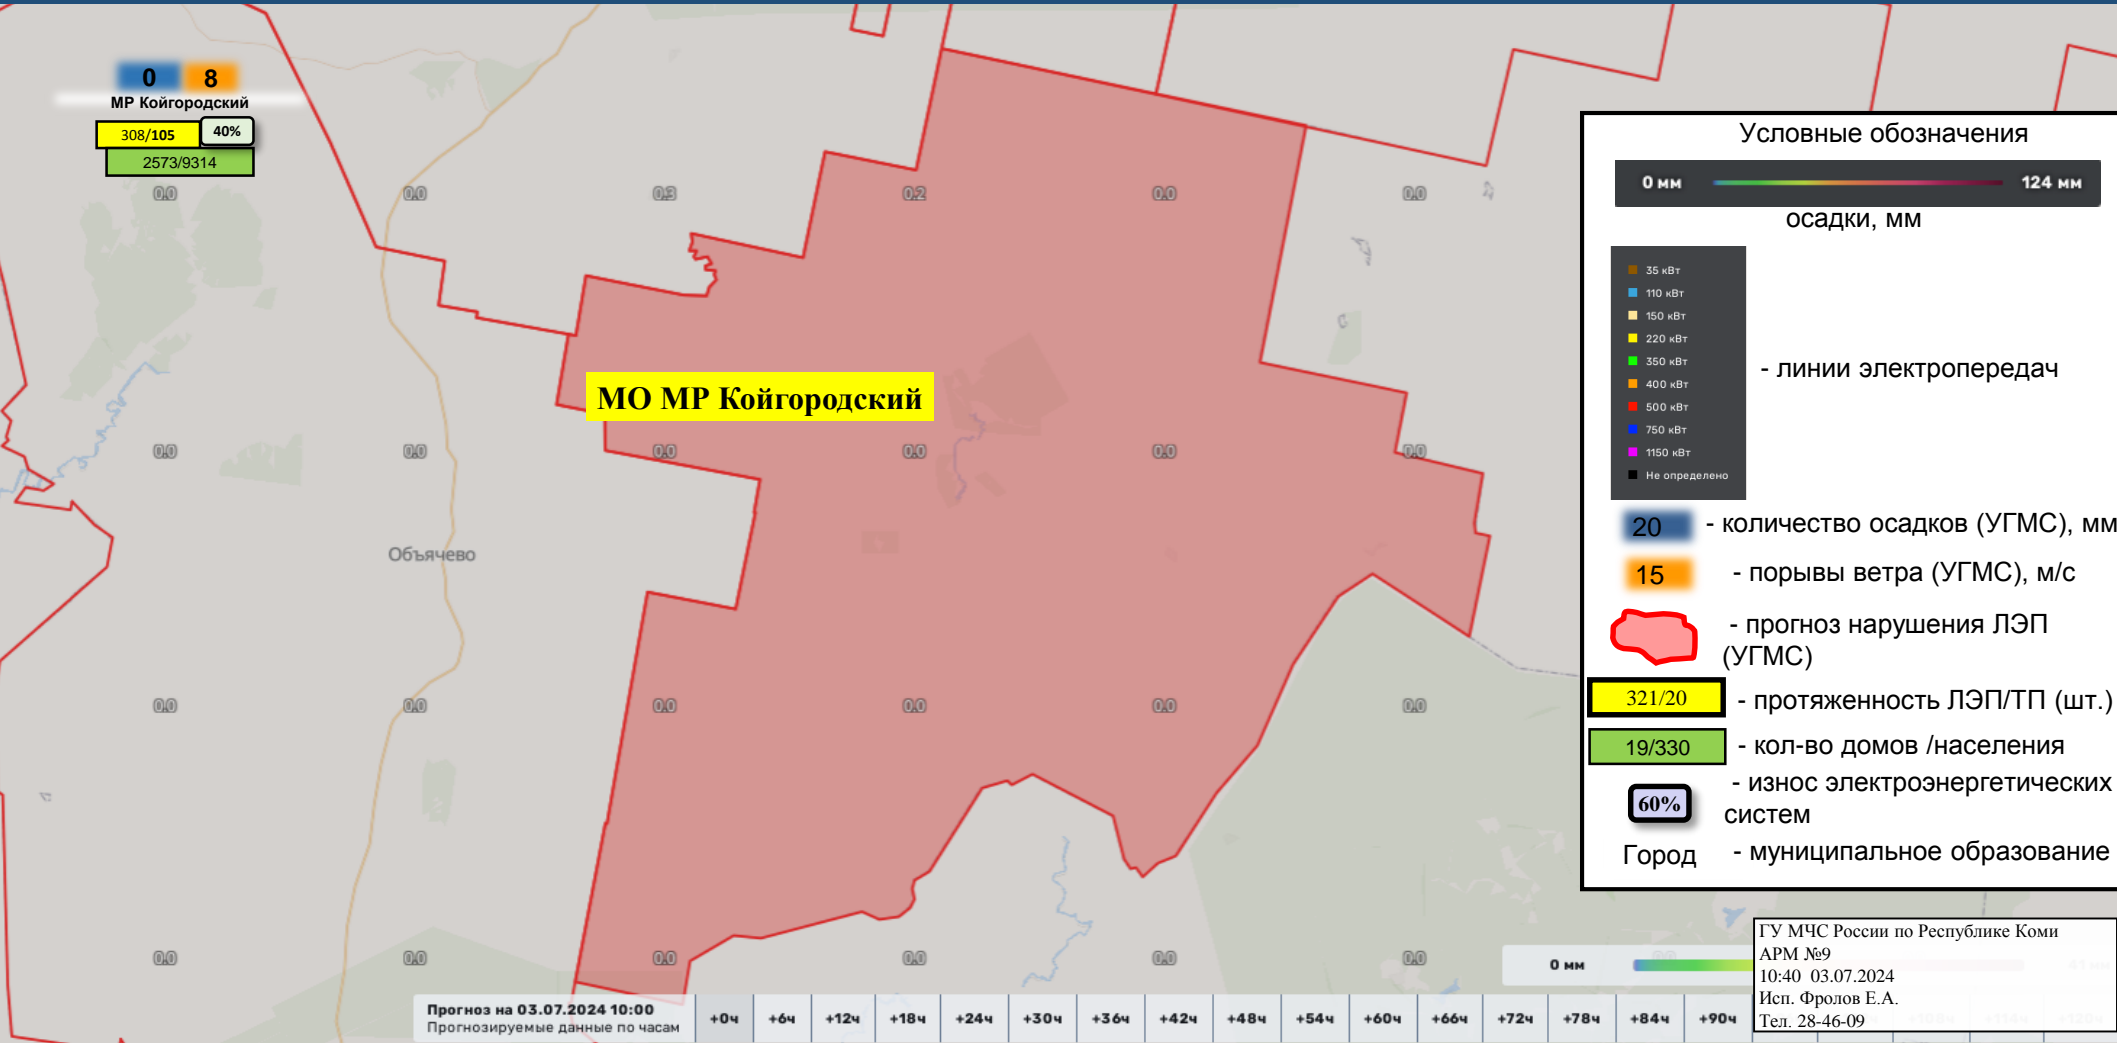 0 8
МР Койгородский
308/105 40%
2573/9314
0.0 0.0 0.3 0.2 0.0 0.0
МО МР Койгородский
0.0 0.0 0.0 0.0 0.0 0.0
Объячево
0.0 0.0 0.0 0.0 0.0 0.0
0.0 0.0 0.0 0.0 0.0 0.0
Условные обозначения
0 мм 124 мм
осадки, мм
35 кВт
110 кВт
150 кВт
220 кВт
350 кВт
400 кВт
500 кВт
750 кВт
1150 кВт
Не определено
- линии электропередач
20 - количество осадков (УГМС), мм
15 - порывы ветра (УГМС), м/с
- прогноз нарушения ЛЭП
(УГМС)
321/20 - протяженность ЛЭП/ТП (шт.)
19/330 - кол-во домов /населения
- износ электроэнергетических
60%
систем
Город - муниципальное образование
0 мм
ГУ МЧС России по Республике Коми
АРМ №9
10:40 03.07.2024
Исп. Фролов Е.А.
Тел. 28-46-09
Прогноз на 03.07.2024 10:00
Прогнозируемые данные по часам
+0ч +6ч +12ч +18ч +24ч +30ч +36ч +42ч +48ч +54ч +60ч +66ч +72ч +78ч +84ч +90ч